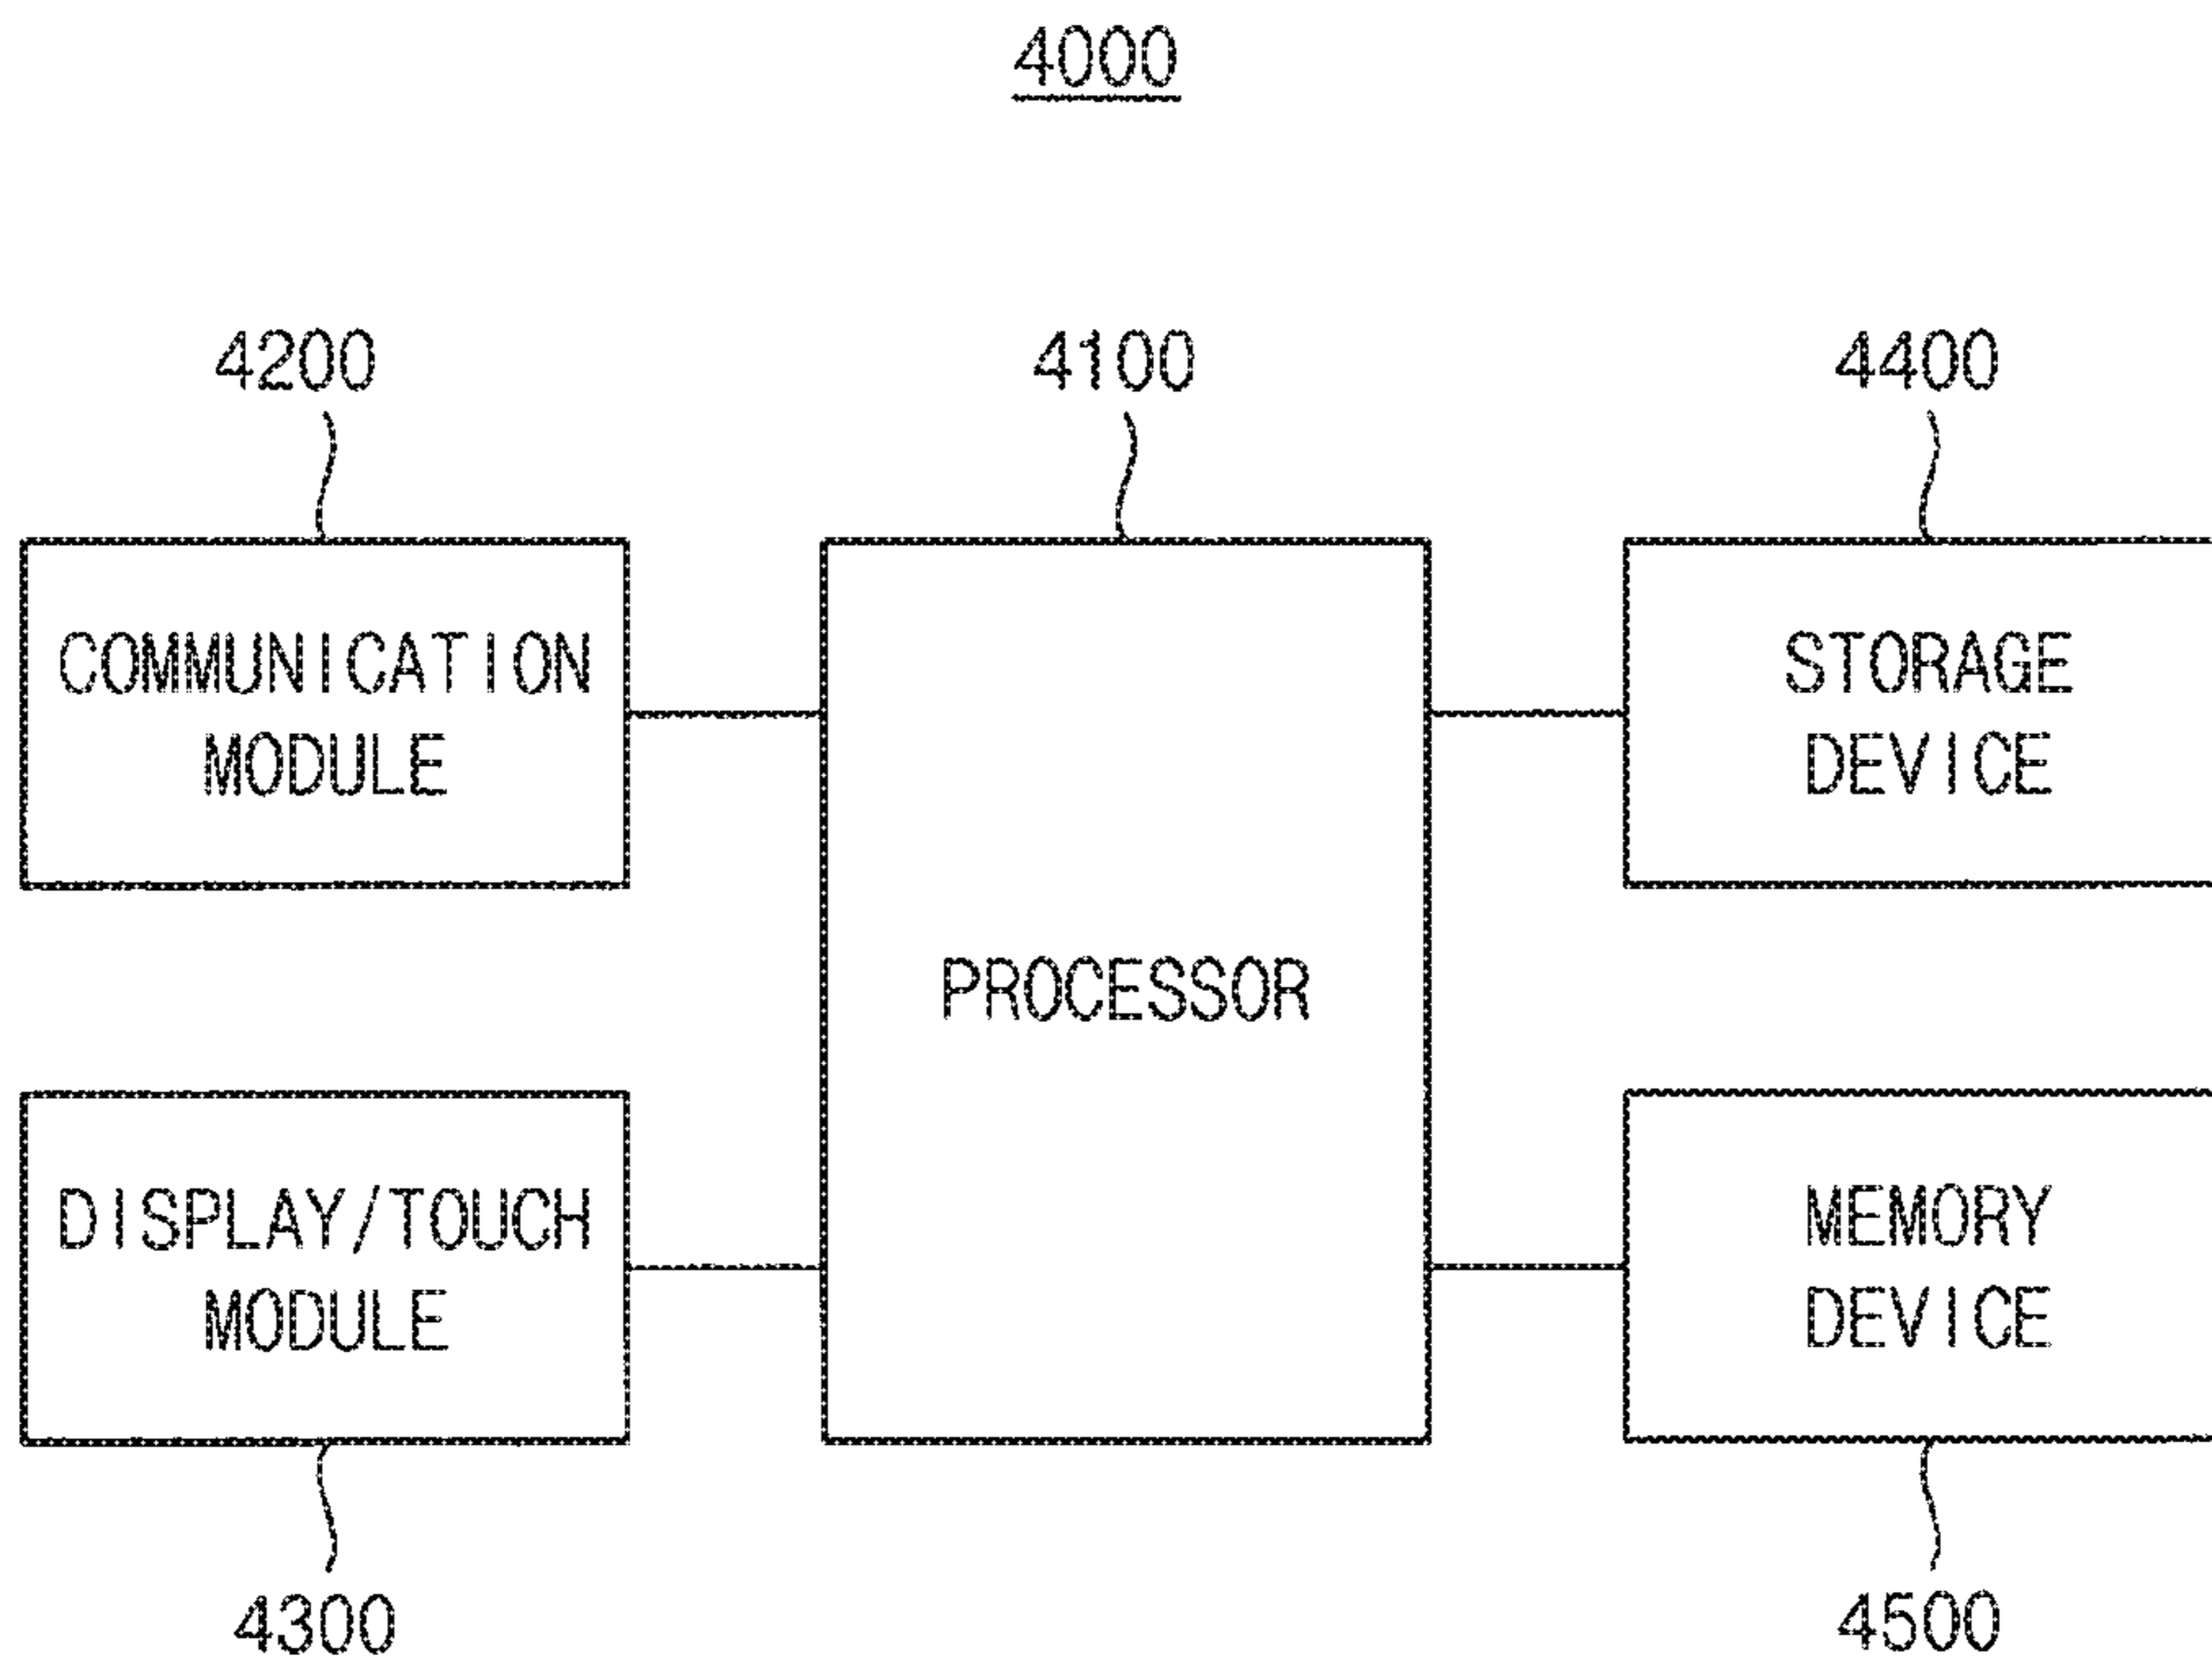 4000
4200
4100
4400
COMMUNICATION
MODULE
PROCESSOR
STORAGE
DEVICE
DISPLAY/TOUCH
MODULE
MEMORY
DEVICE
4300
4500